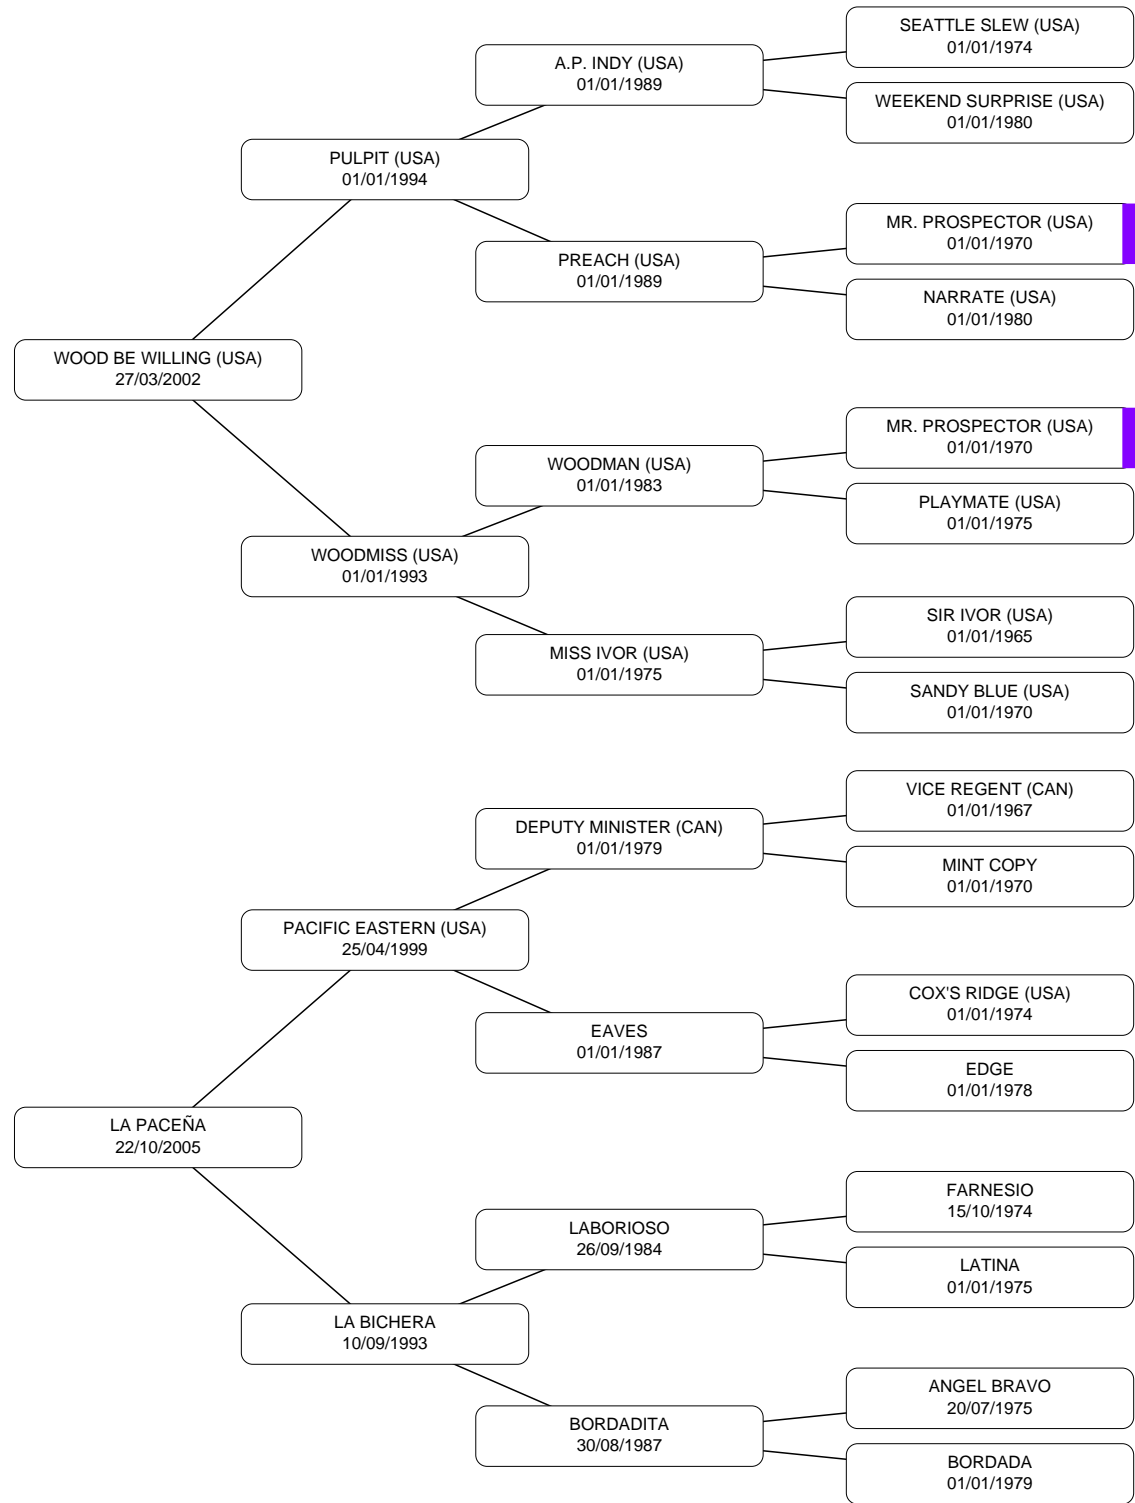 SEATTLE SLEW (USA)
01/01/1974
A.P. INDY (USA)
01/01/1989
WEEKEND SURPRISE (USA)
01/01/1980
PULPIT (USA)
01/01/1994
MR. PROSPECTOR (USA)
01/01/1970
PREACH (USA)
01/01/1989
NARRATE (USA)
01/01/1980
WOOD BE WILLING (USA)
27/03/2002
MR. PROSPECTOR (USA)
01/01/1970
WOODMAN (USA)
01/01/1983
PLAYMATE (USA)
01/01/1975
WOODMISS (USA)
01/01/1993
SIR IVOR (USA)
01/01/1965
MISS IVOR (USA)
01/01/1975
SANDY BLUE (USA)
01/01/1970
VICE REGENT (CAN)
01/01/1967
DEPUTY MINISTER (CAN)
01/01/1979
MINT COPY
01/01/1970
PACIFIC EASTERN (USA)
25/04/1999
COX'S RIDGE (USA)
01/01/1974
EAVES
01/01/1987
EDGE
01/01/1978
LA PACEÑA
22/10/2005
FARNESIO
15/10/1974
LABORIOSO
26/09/1984
LATINA
01/01/1975
LA BICHERA
10/09/1993
ANGEL BRAVO
20/07/1975
BORDADITA
30/08/1987
BORDADA
01/01/1979